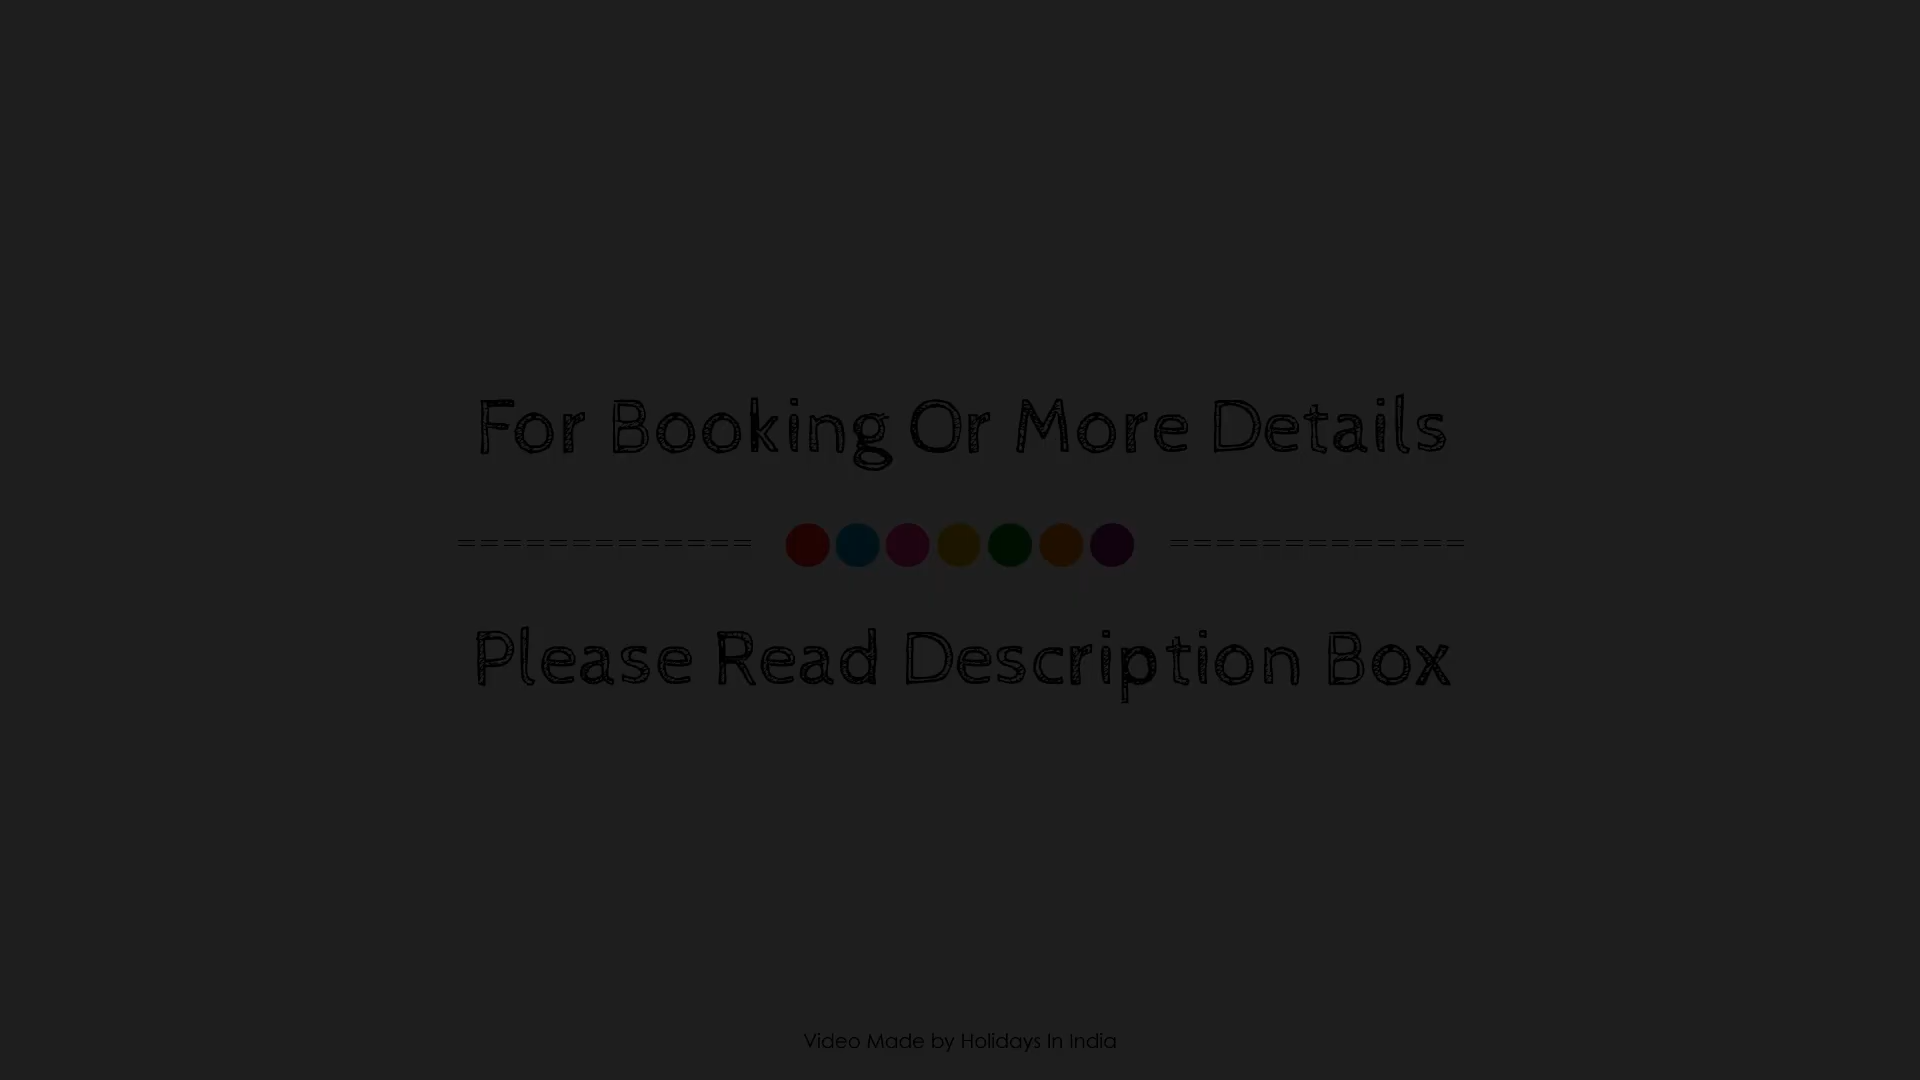 For Booking Or More Details
============= =============
Please Read Description Box
Video Made by Holidays In India